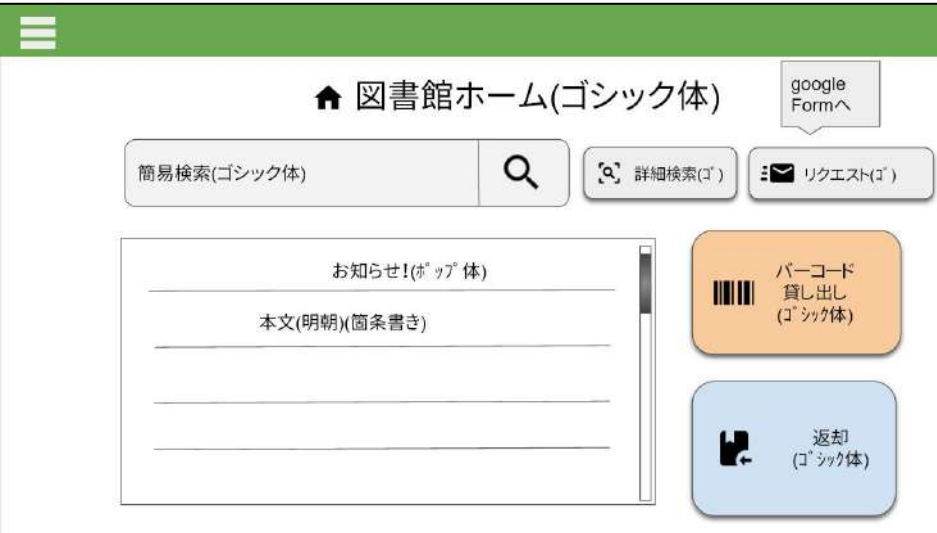 図書館ホーム(ゴシック体)
google
Formへ
簡易検索(ゴシック体)
詳細検索(ｺﾞ)
リクエスト(ｺﾞ)
お知らせ!(ﾎﾟｯﾌﾟ体)
本文(明朝)(箇条書き)
バーコード
貸し出し
(ｺﾞｼｯｸ体)
返却
(ｺﾞｼｯｸ体)